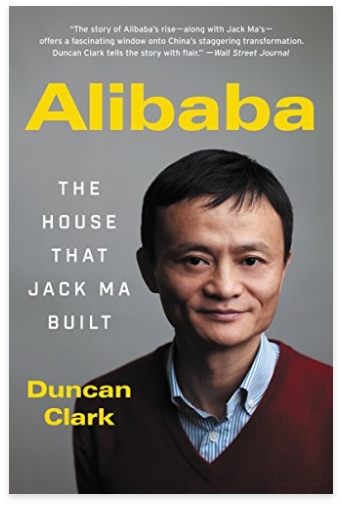 "The story of Alibaba's rise—along with Jack Ma's—
offers a fascinating window onto China's staggering transformation.
Duncan Clark tells the story with flair." —Wall Street Journal
Alibaba
THE
HOUSE
THAT
JACK MA
BUILT
Duncan
Clark